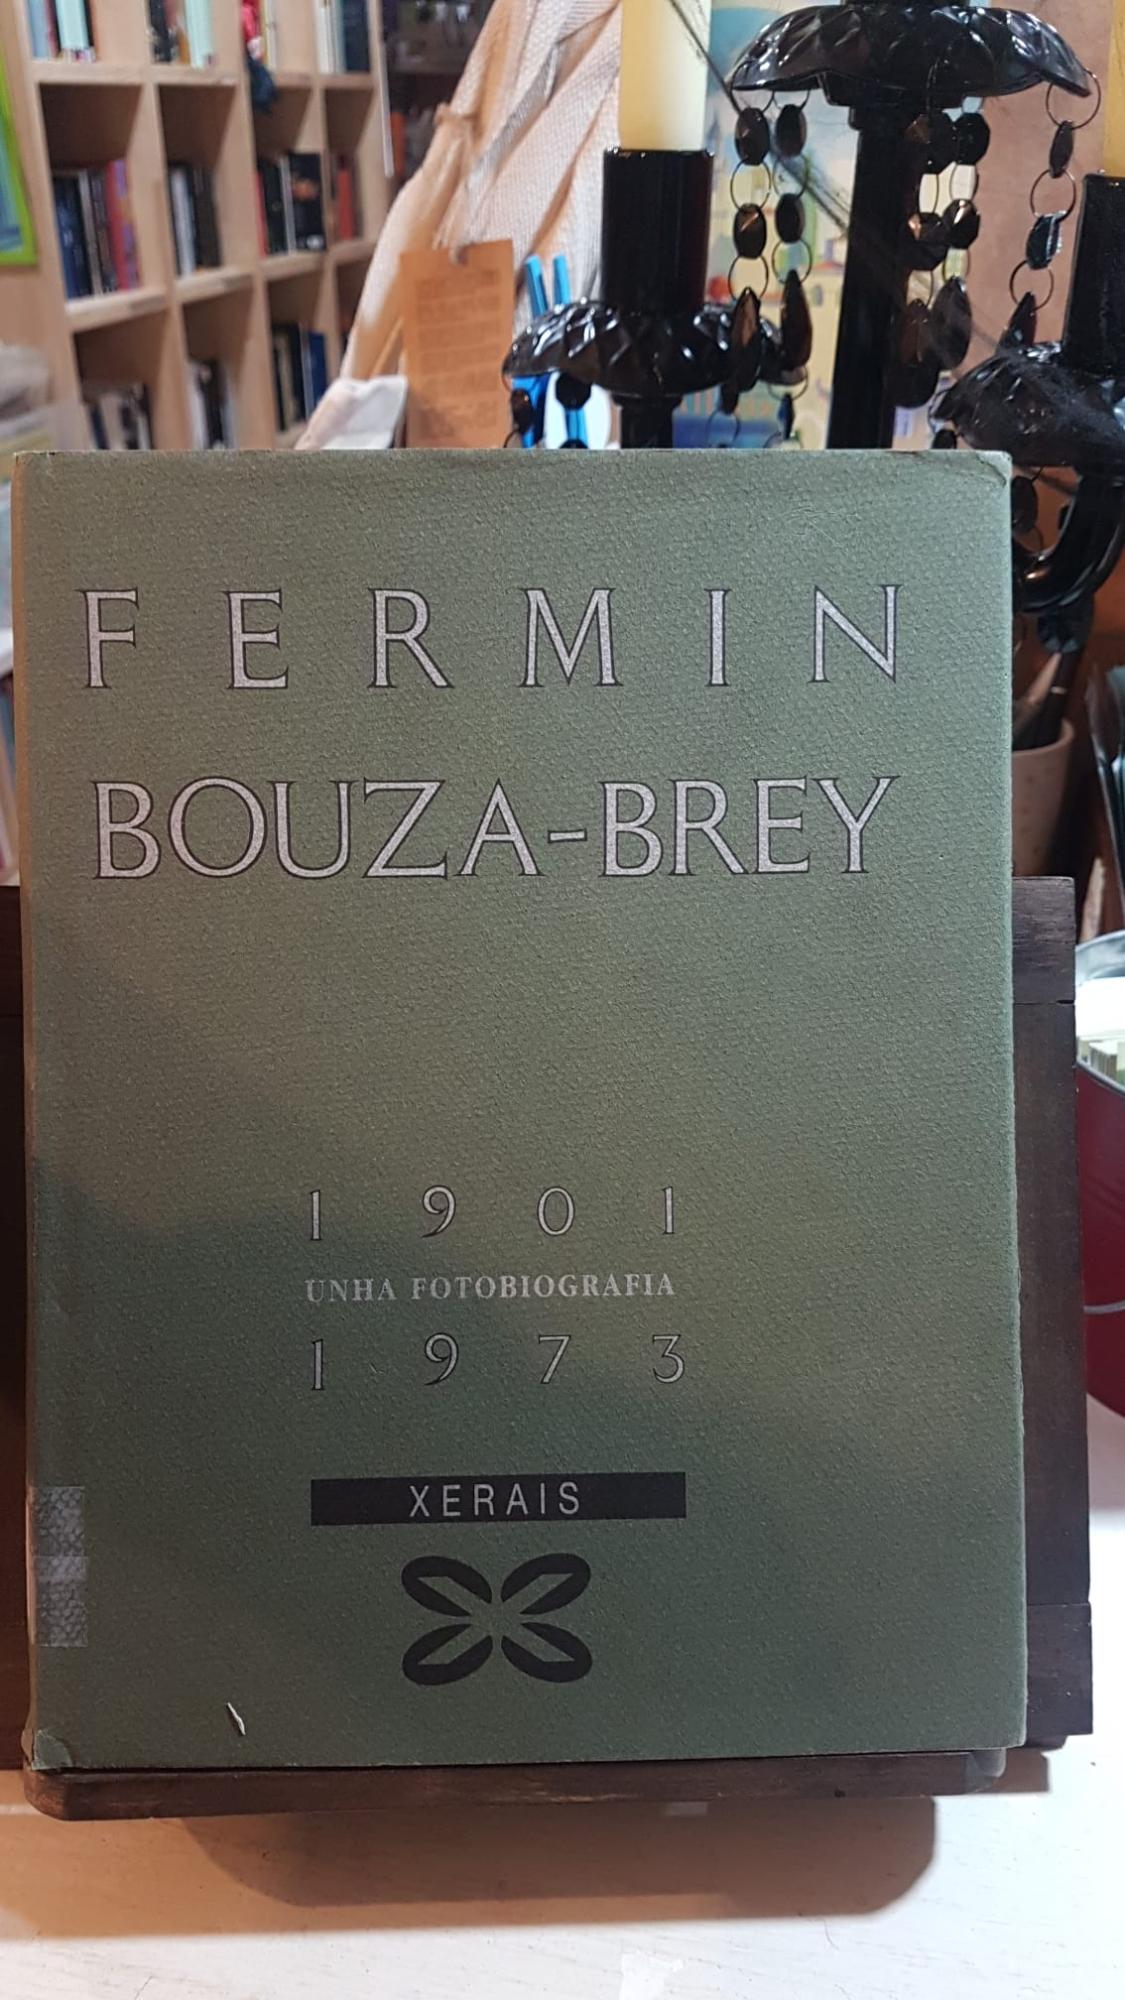 FERMIN
BOUZA-BREY
1901
UNHA FOTOBIOGRAFIA
1973
XERAIS